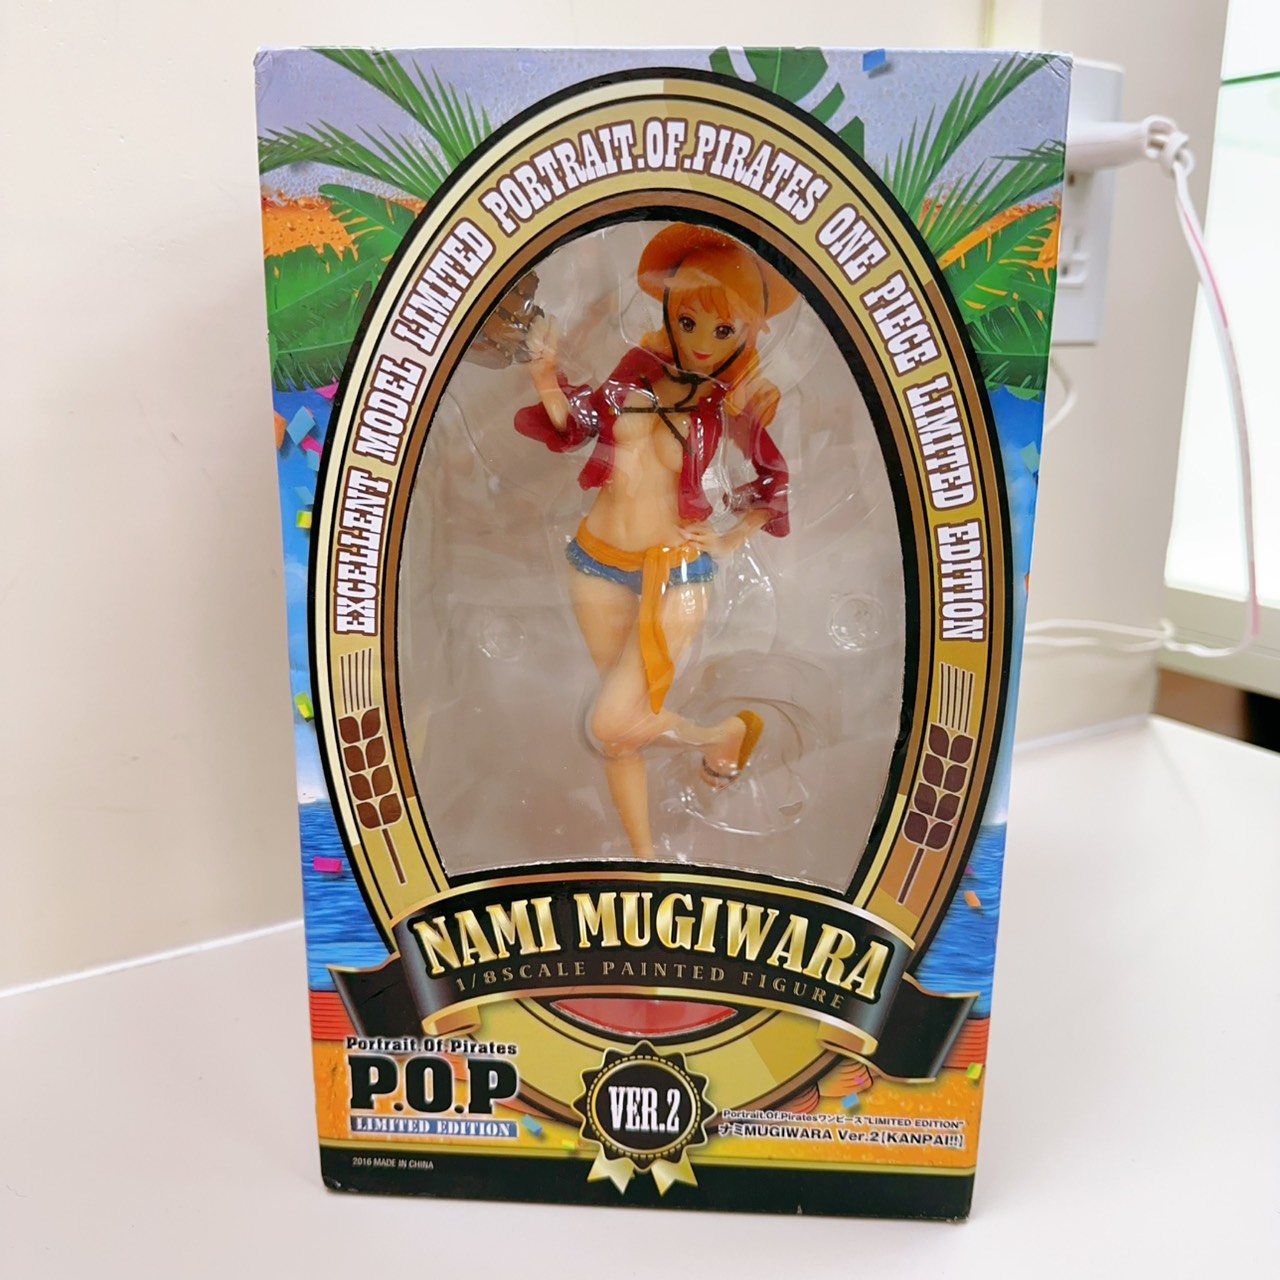 EXCELLENT MODEL LIMITED PORTRAIT.OF.PIRATES ONE PIECE LIMITED EDITION
NAMI MUGIWARA
1/8SCALE PAINTED FIGURE
Portrait.Of.Pirates
P.O.P
LIMITED EDITION
VER.2
Portrait.Of.Piratesワンピース"LIMITED EDITION"
ナミMUGIWARA Ver.2【KANPAI!!】
2016 MADE IN CHINA